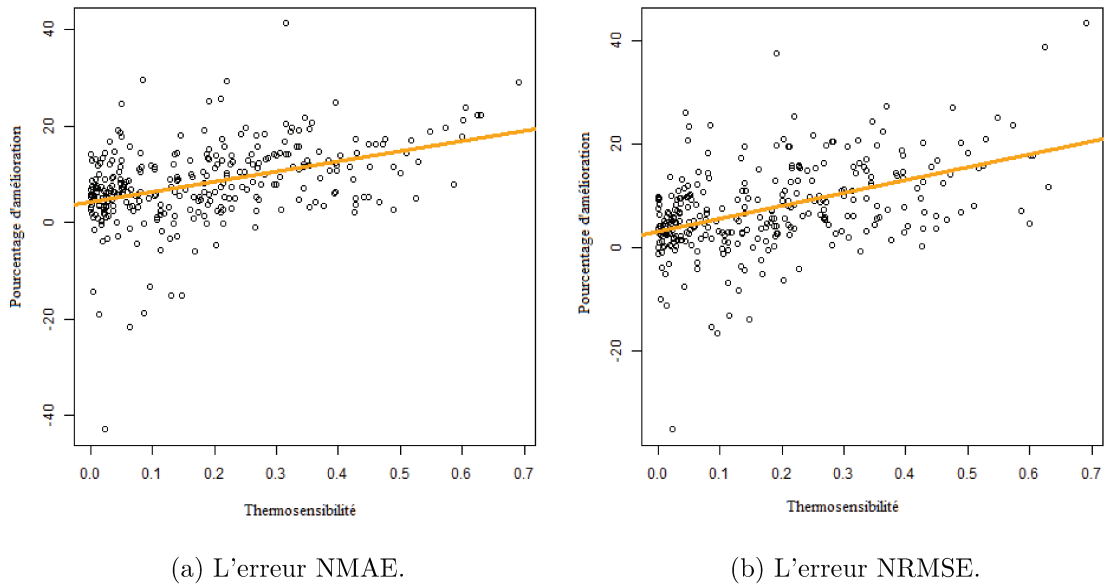 40
20
0
-20
-40
Pourcentage d'amélioration
0.0 0.1 0.2 0.3 0.4 0.5 0.6 0.7
Thermosensibilité
(a) L'erreur NMAE.
40
20
0
-20
Pourcentage d'amélioration
0.0 0.1 0.2 0.3 0.4 0.5 0.6 0.7
Thermosensibilité
(b) L'erreur NRMSE.